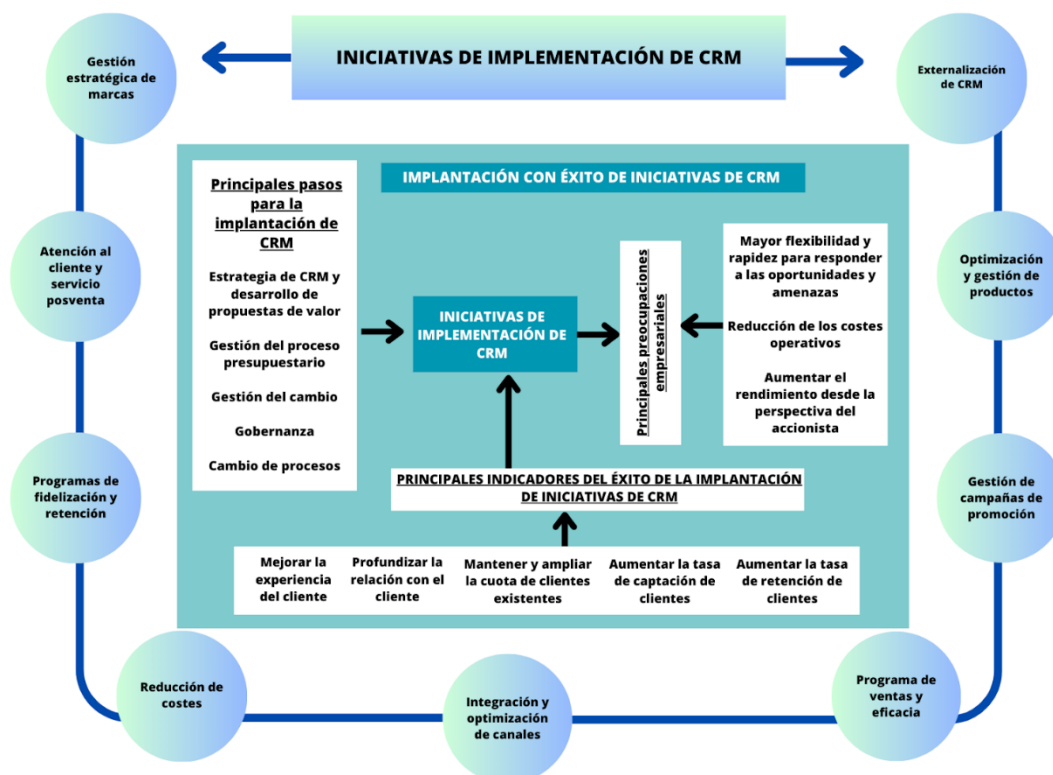 INICIATIVAS DE IMPLEMENTACIÓN DE CRM
Gestión
estratégica de
marcas
Atención al
cliente y
servicio
posventa
Programas de
fidelización y
retención
Reducción de
costes
Integración y
optimización
de canales
Programa de
ventas y
eficacia
Gestión de
campañas de
promoción
Optimización
y gestión de
productos
Externalización
de CRM
IMPLANTACIÓN CON ÉXITO DE INICIATIVAS DE CRM
Principales pasos
para la
implantación de
CRM
Estrategia de CRM y
desarrollo de
propuestas de valor
Gestión del proceso
presupuestario
Gestión del cambio
Gobernanza
Cambio de procesos
INICIATIVAS DE
IMPLEMENTACIÓN DE
CRM
Principales preocupaciones
empresariales
Mayor flexibilidad y
rapidez para responder
a las oportunidades y
amenazas
Reducción de los costes
operativos
Aumentar el
rendimiento desde la
perspectiva del
accionista
PRINCIPALES INDICADORES DEL ÉXITO DE LA IMPLANTACIÓN
DE INICIATIVAS DE CRM
Mejorar la
experiencia
del cliente
Profundizar la
relación con el
cliente
Mantener y ampliar
la cuota de clientes
existentes
Aumentar la tasa
de captación de
clientes
Aumentar la tasa
de retención de
clientes